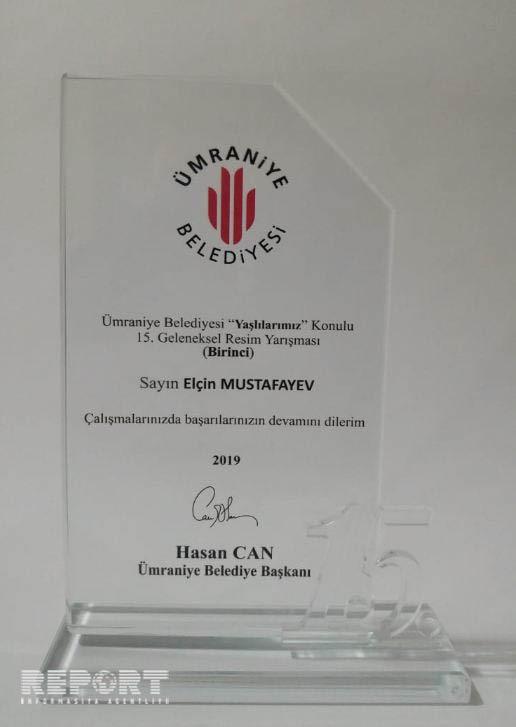 ÜMRANİYE
BELEDİYESİ
Ümraniye Belediyesi “Yaşlılarımız” Konulu
15. Geleneksel Resim Yarışması
(Birinci)
Sayın Elçin MUSTAFAYEV
Çalışmalarınızda başarılarınızın devamını dilerim
2019
Hasan CAN
Ümraniye Belediye Başkanı
15.
REPORT
İNFORMASİYA AGENTLİYİ